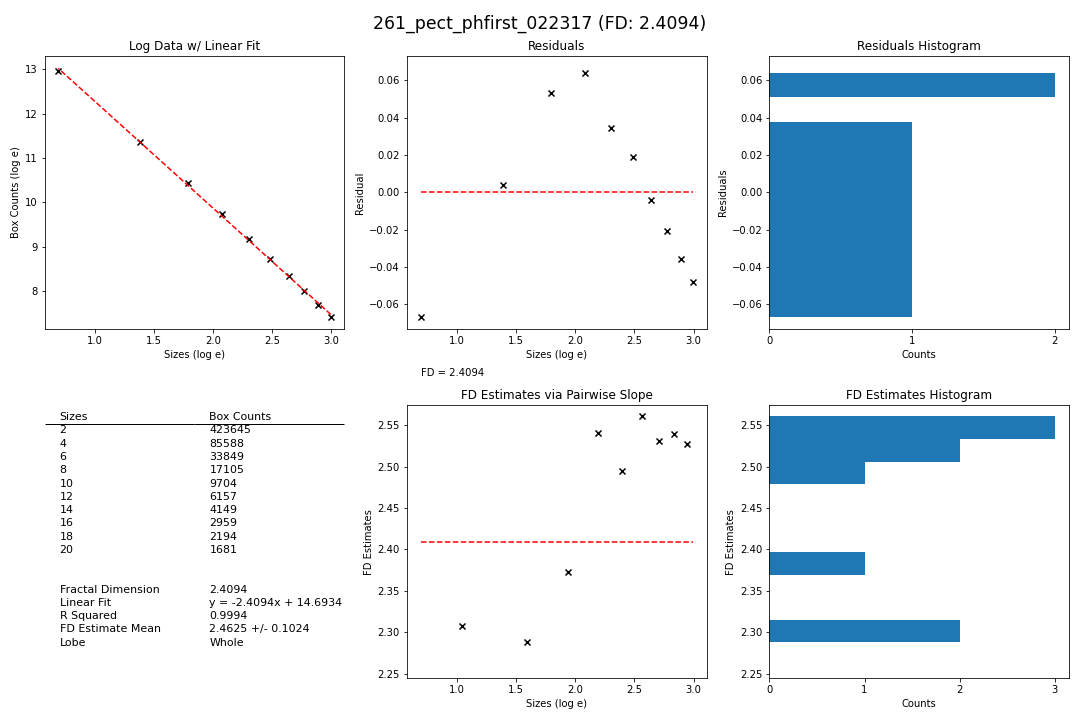 261_pect_phfirst_022317 (FD: 2.4094)
Log Data w/ Linear Fit
Box Counts (log e)
13
12
11
10
9
8
1.0 1.5 2.0 2.5 3.0
Sizes (log e)
Residuals
Residual
0.06
0.04
0.02
0.00
−0.02
−0.04
−0.06
1.0 1.5 2.0 2.5 3.0
Sizes (log e)
FD = 2.4094
Residuals Histogram
Residuals
0.06
0.04
0.02
0.00
−0.02
−0.04
−0.06
0 1 2
Counts
Sizes Box Counts
2 423645
4 85588
6 33849
8 17105
10 9704
12 6157
14 4149
16 2959
18 2194
20 1681
Fractal Dimension 2.4094
Linear Fit y = -2.4094x + 14.6934
R Squared 0.9994
FD Estimate Mean 2.4625 +/- 0.1024
Lobe Whole
FD Estimates via Pairwise Slope
FD Estimates
2.55
2.50
2.45
2.40
2.35
2.30
2.25
1.0 1.5 2.0 2.5 3.0
Sizes (log e)
FD Estimates Histogram
FD Estimates
2.55
2.50
2.45
2.40
2.35
2.30
2.25
0 1 2 3
Counts